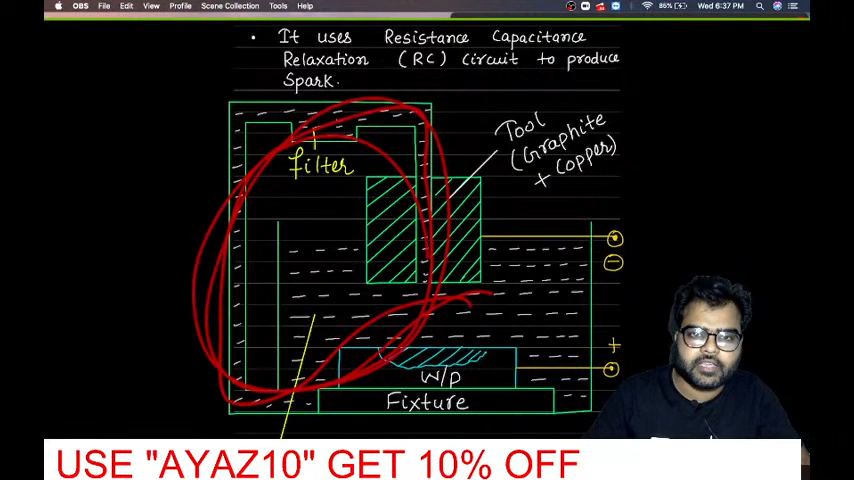 OBS File Edit View Profile Scene Collection Tools Help
86% Wed 6:37 PM
• It uses Resistance Capacitance
Relaxation (RC) circuit to produce
Spark.
Tool
(Graphite
+ Copper)
filter
−
+
W/P
Fixture
USE "AYAZ10" GET 10% OFF